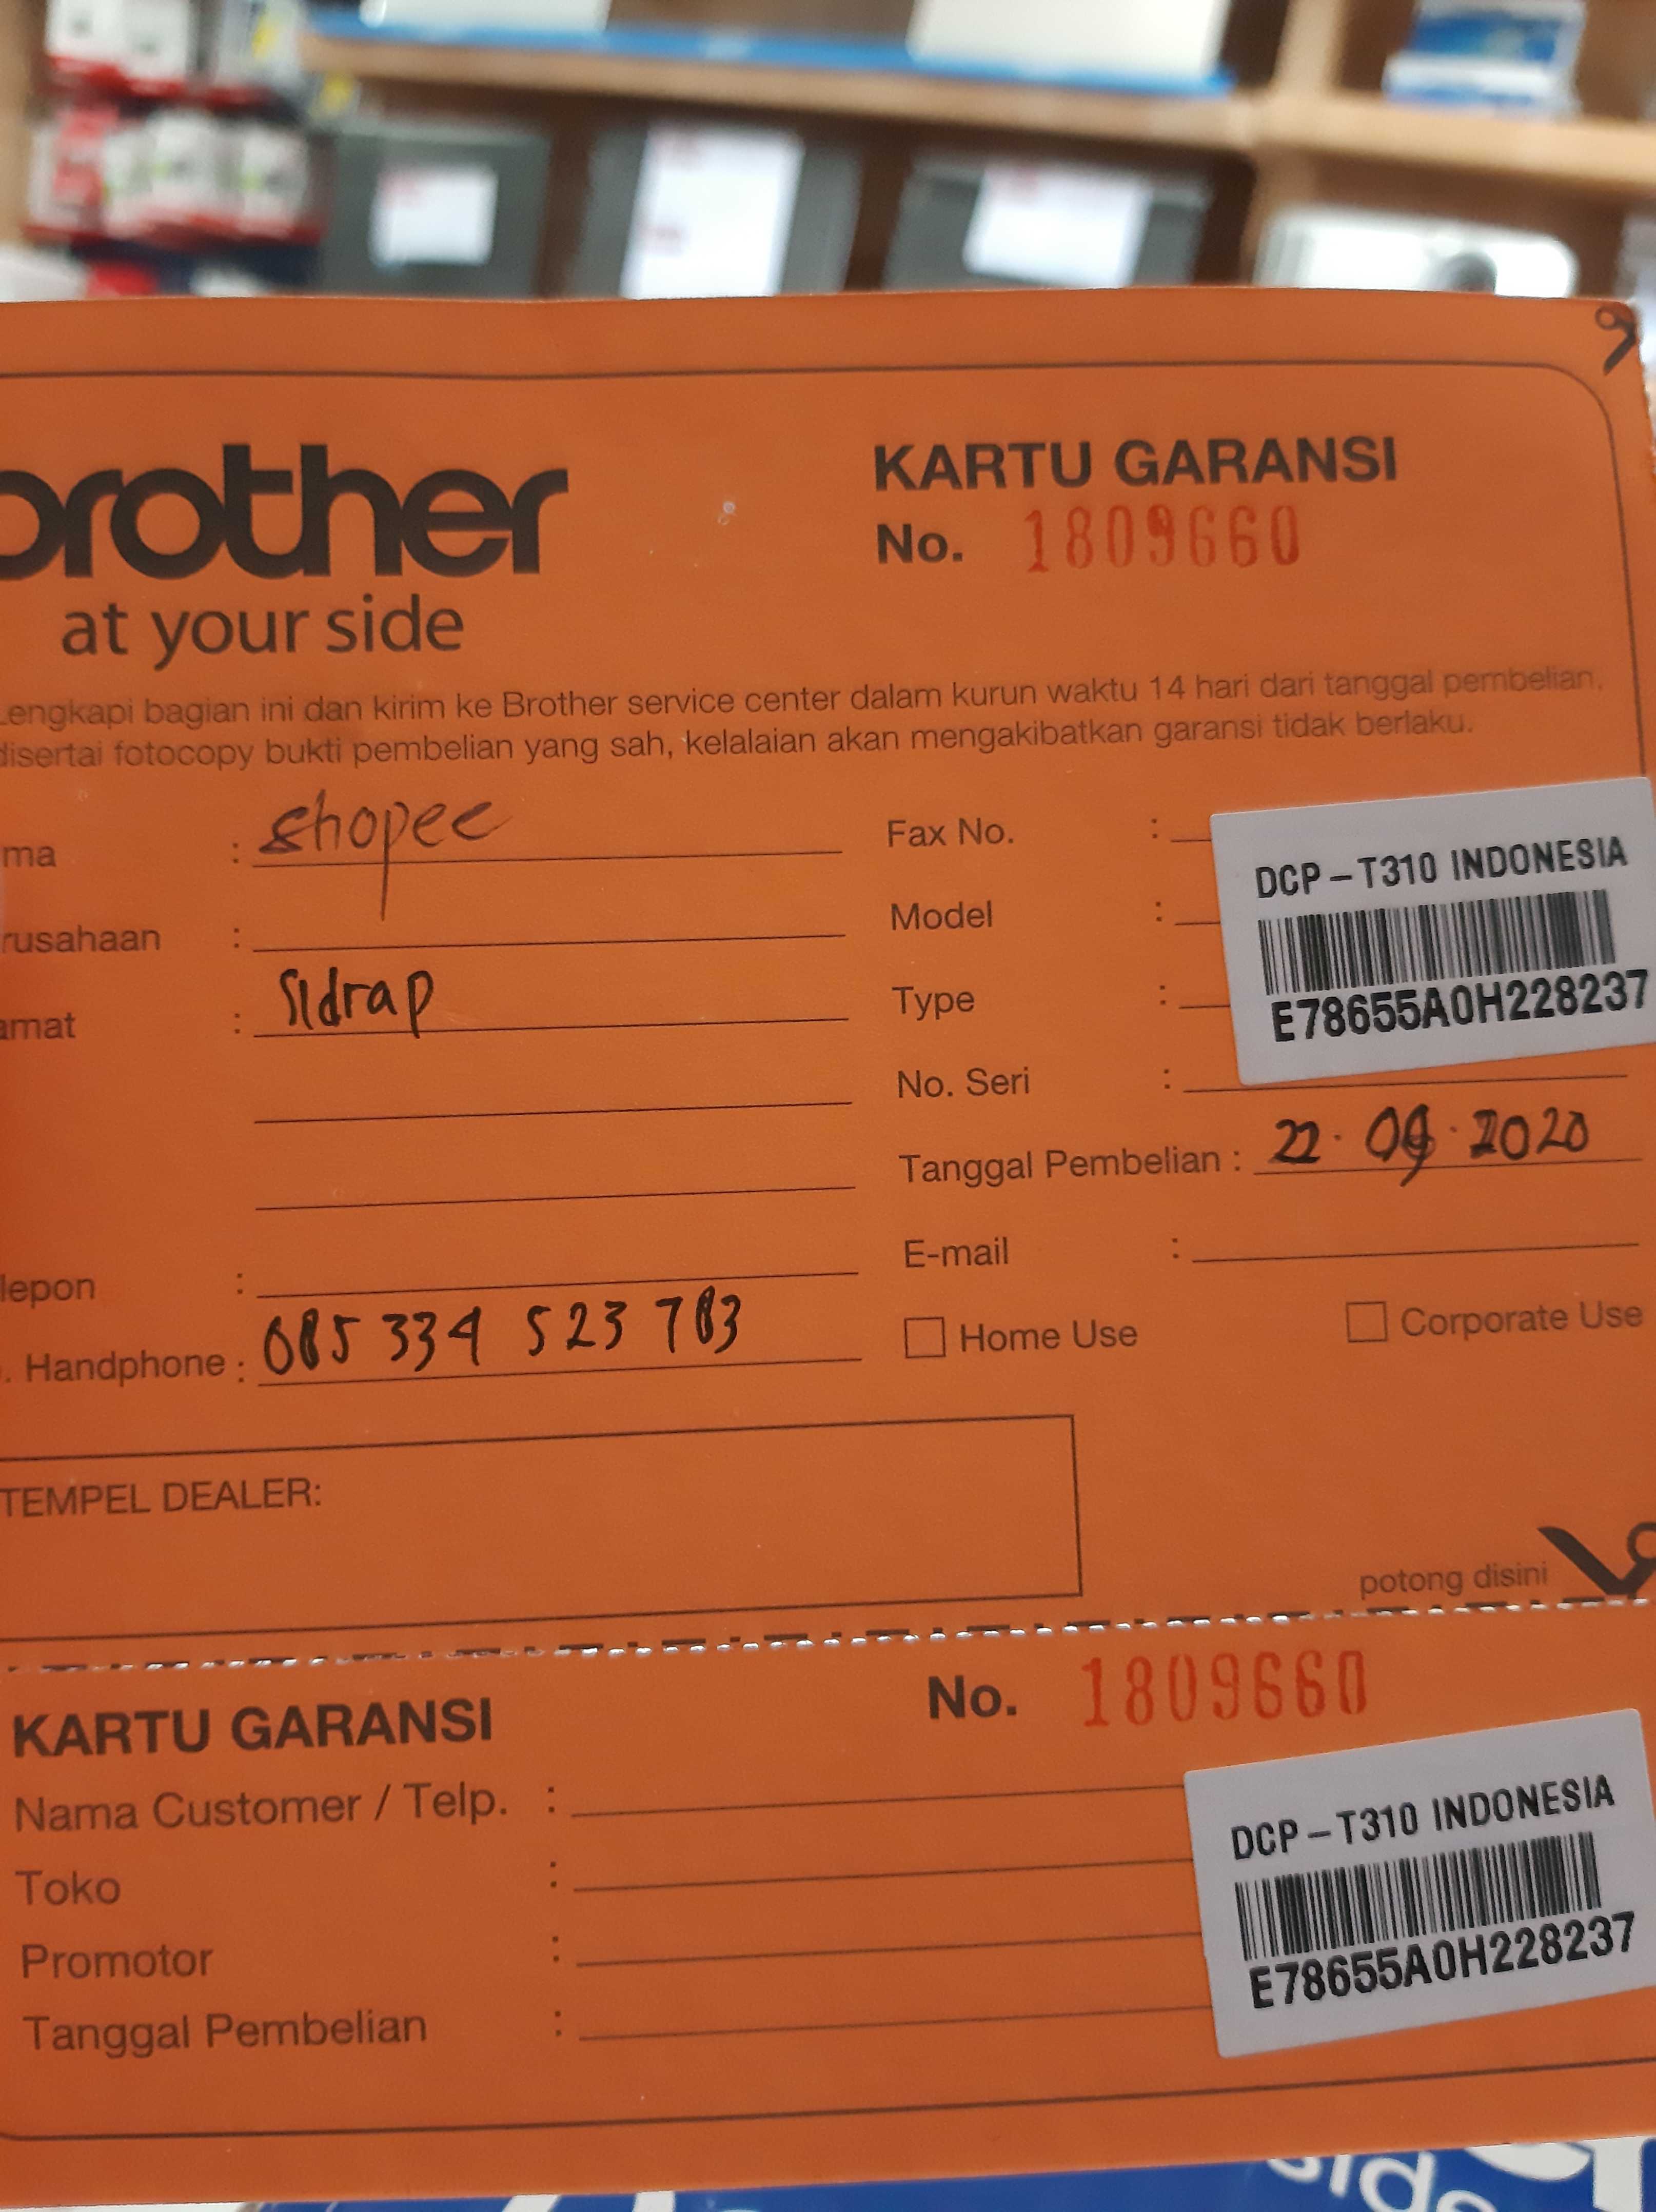 brother
at your side
KARTU GARANSI
No. 1809660
Lengkapi bagian ini dan kirim ke Brother service center dalam kurun waktu 14 hari dari tanggal pembelian,
disertai fotocopy bukti pembelian yang sah, kelalaian akan mengakibatkan garansi tidak berlaku.
ma : shopee
rusahaan :
amat : Sidrap
lepon :
. Handphone : 085 334 523 783
Fax No. :
Model :
Type :
No. Seri :
DCP-T310 INDONESIA
E78655A0H228237
Tanggal Pembelian : 22. 09. 2020
E-mail :
Home Use Corporate Use
TEMPEL DEALER:
potong disini
KARTU GARANSI No. 1809660
Nama Customer / Telp. :
Toko :
Promotor :
Tanggal Pembelian :
DCP-T310 INDONESIA
E78655A0H228237